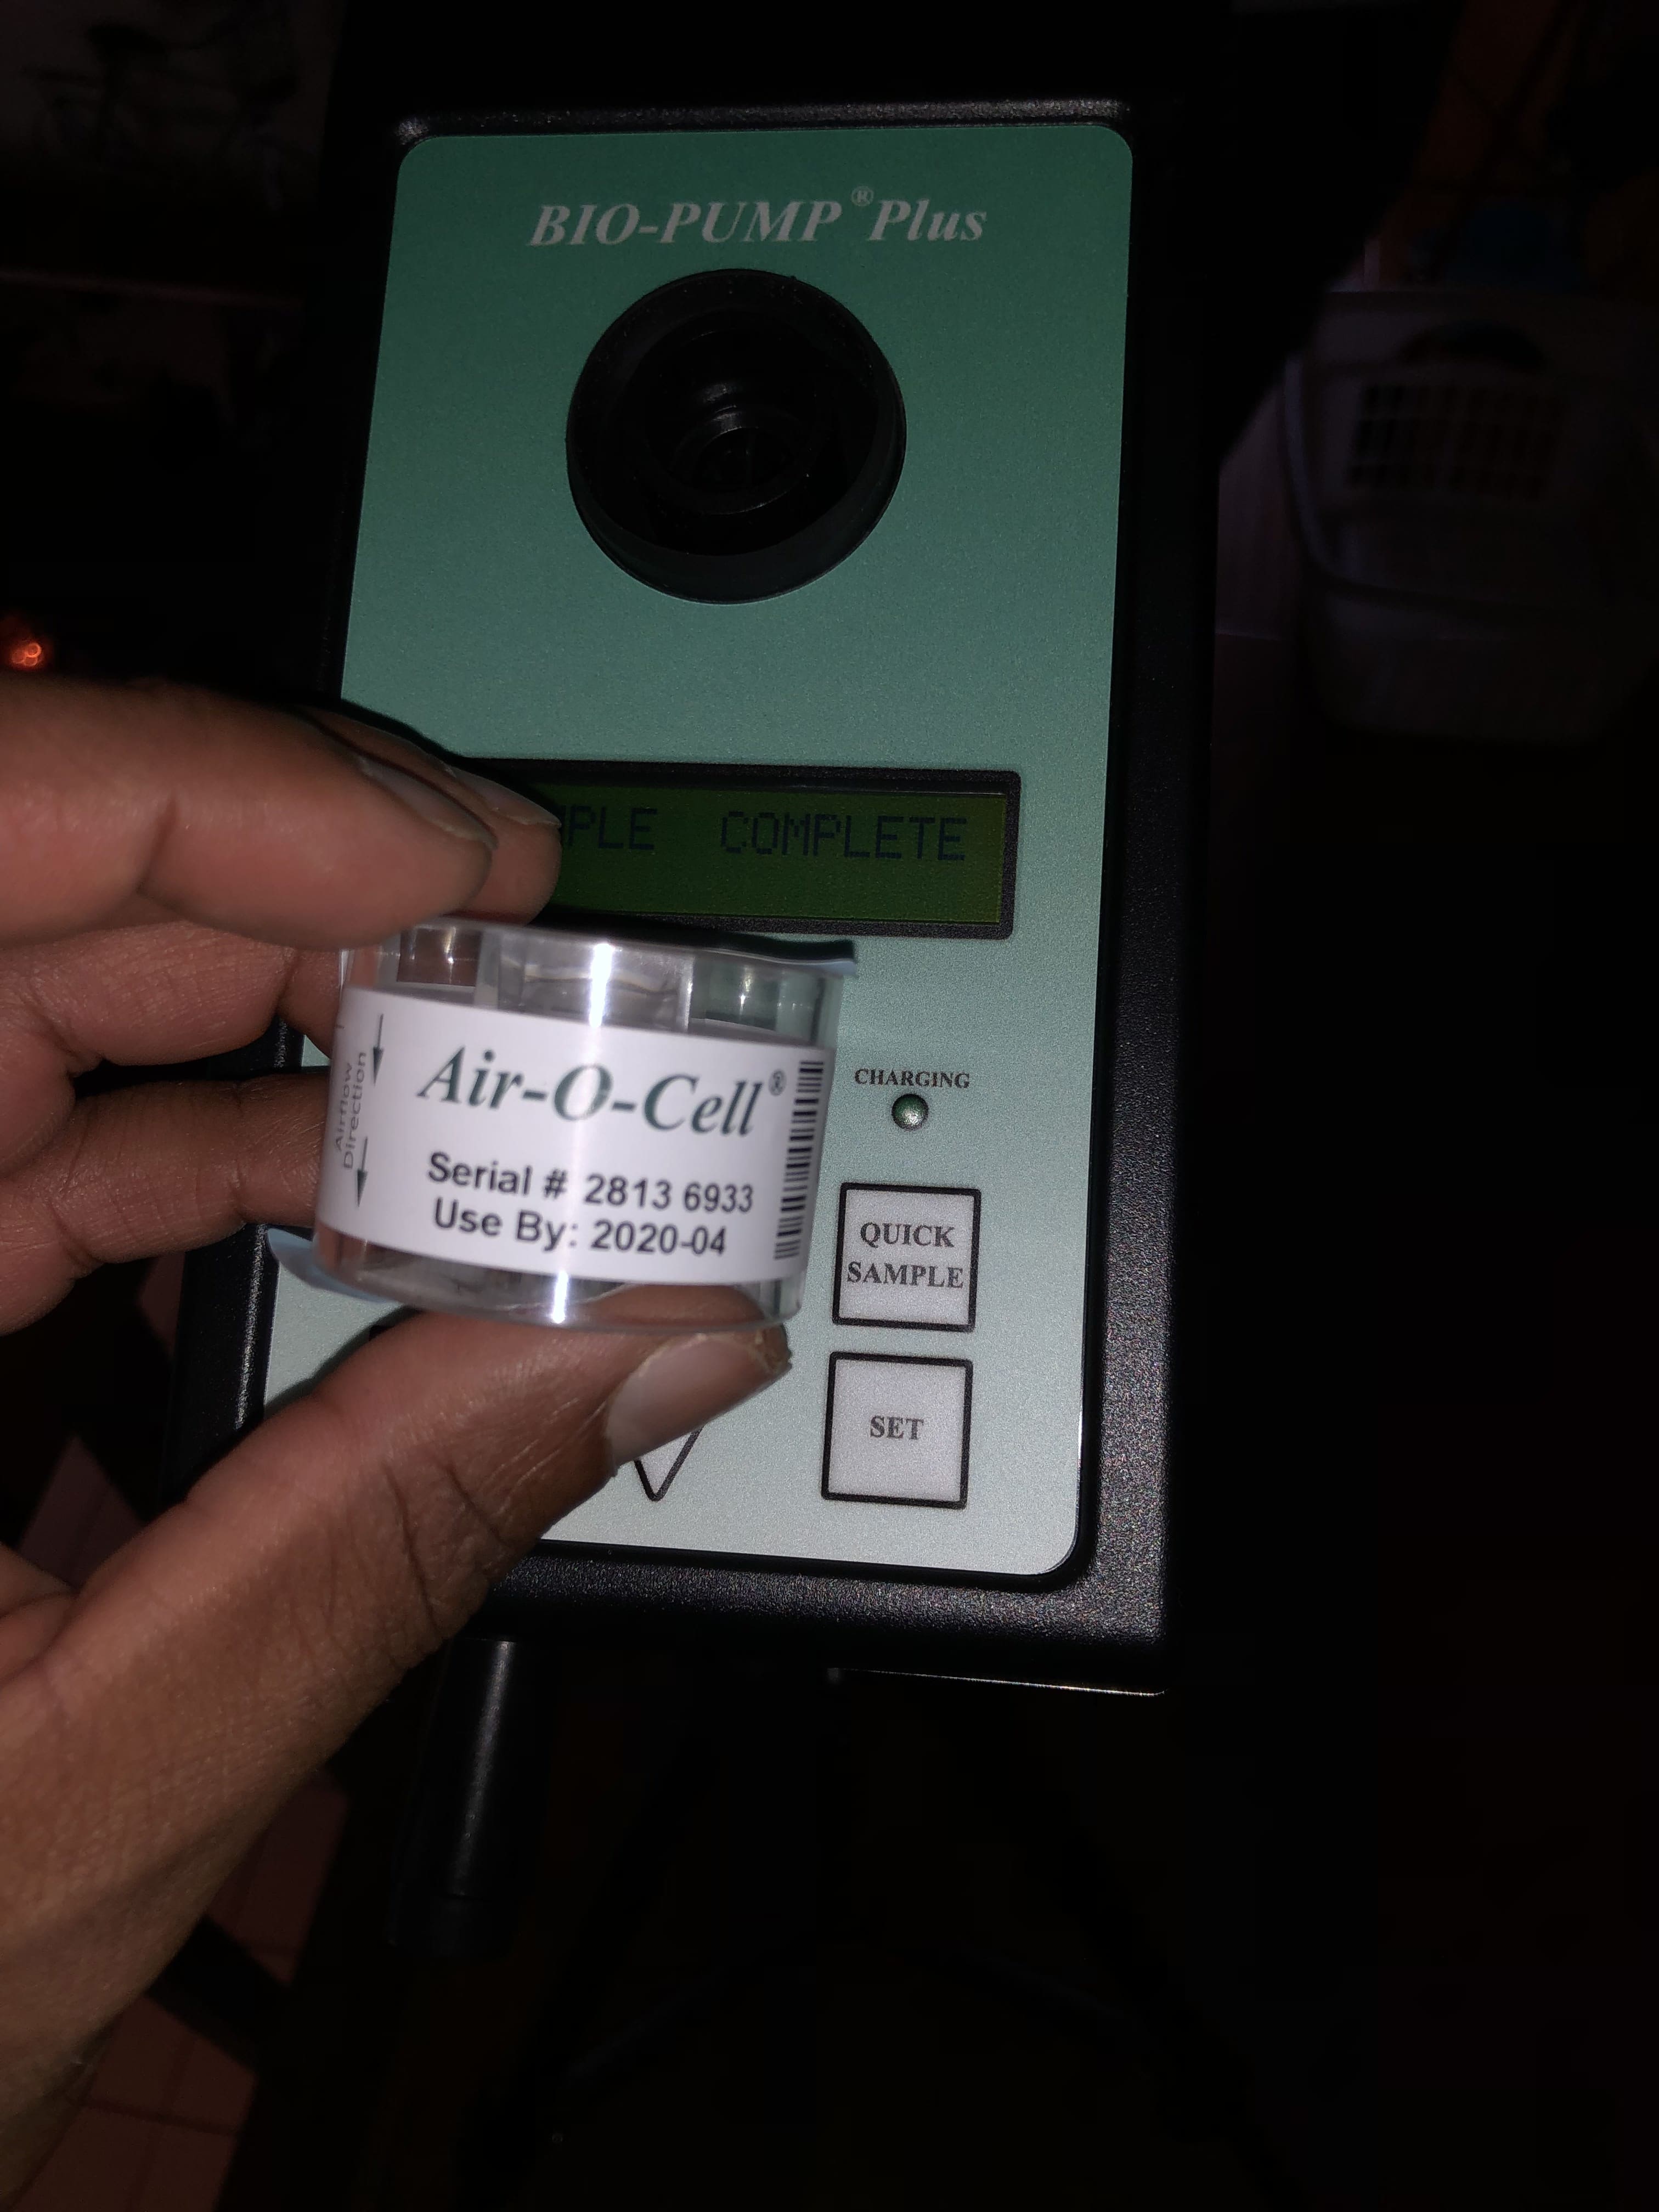 BIO-PUMP® Plus
COMPLETE
Air-O-Cell®
Serial # 2813 6933
Use By: 2020-04
Airflow
Direction
CHARGING
QUICK
SAMPLE
SET